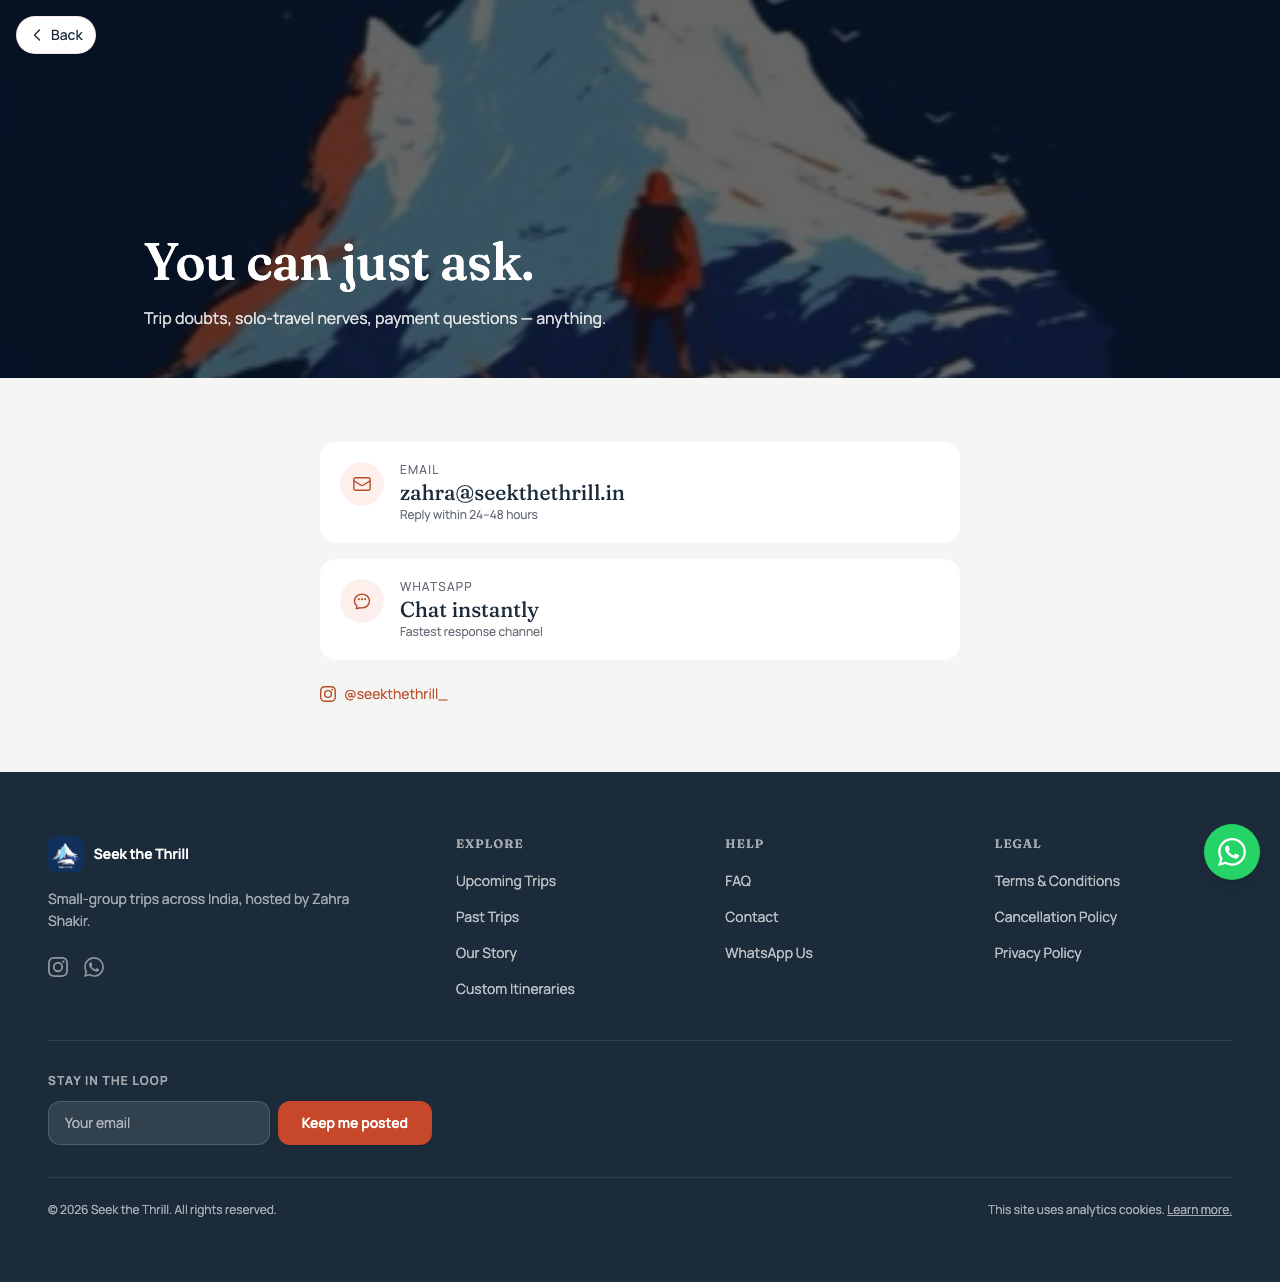 Back
You can just ask.
Trip doubts, solo-travel nerves, payment questions — anything.
EMAIL
zahra@seekthethrill.in
Reply within 24–48 hours
WHATSAPP
Chat instantly
Fastest response channel
@seekthethrill_
Seek the Thrill
Small-group trips across India, hosted by Zahra
Shakir.
EXPLORE
Upcoming Trips
Past Trips
Our Story
Custom Itineraries
HELP
FAQ
Contact
WhatsApp Us
LEGAL
Terms & Conditions
Cancellation Policy
Privacy Policy
STAY IN THE LOOP
Your email
Keep me posted
© 2026 Seek the Thrill. All rights reserved.
This site uses analytics cookies. Learn more.